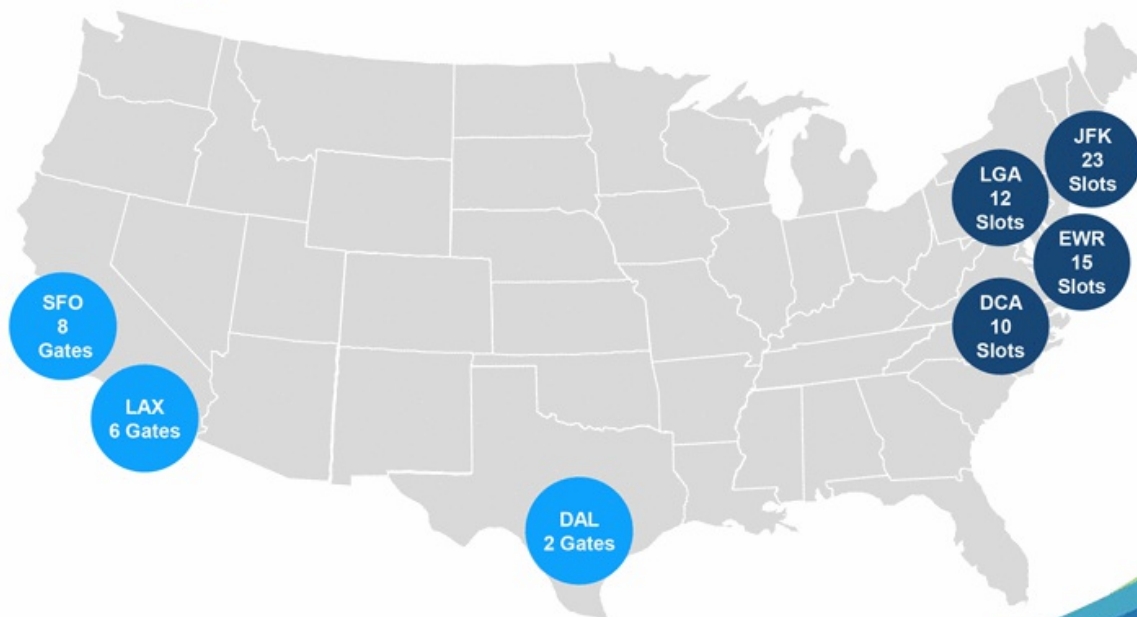 JFK
23
Slots
LGA
12
Slots
EWR
15
Slots
DCA
10
Slots
SFO
8
Gates
LAX
6 Gates
DAL
2 Gates